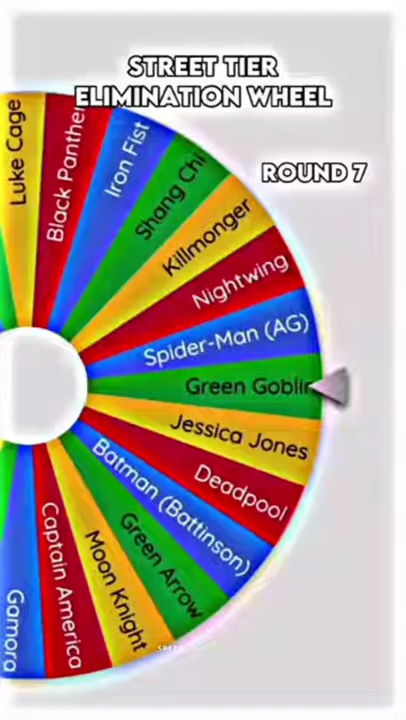 STREET TIER
ELIMINATION WHEEL
ROUND 7
Luke Cage
Black Panther
Iron Fist
Shang Chi
Killmonger
Nightwing
Spider-Man (AG)
Green Goblin
Jessica Jones
Deadpool
Batman (Battinson)
Green Arrow
Moon Knight
Captain America
Gamora